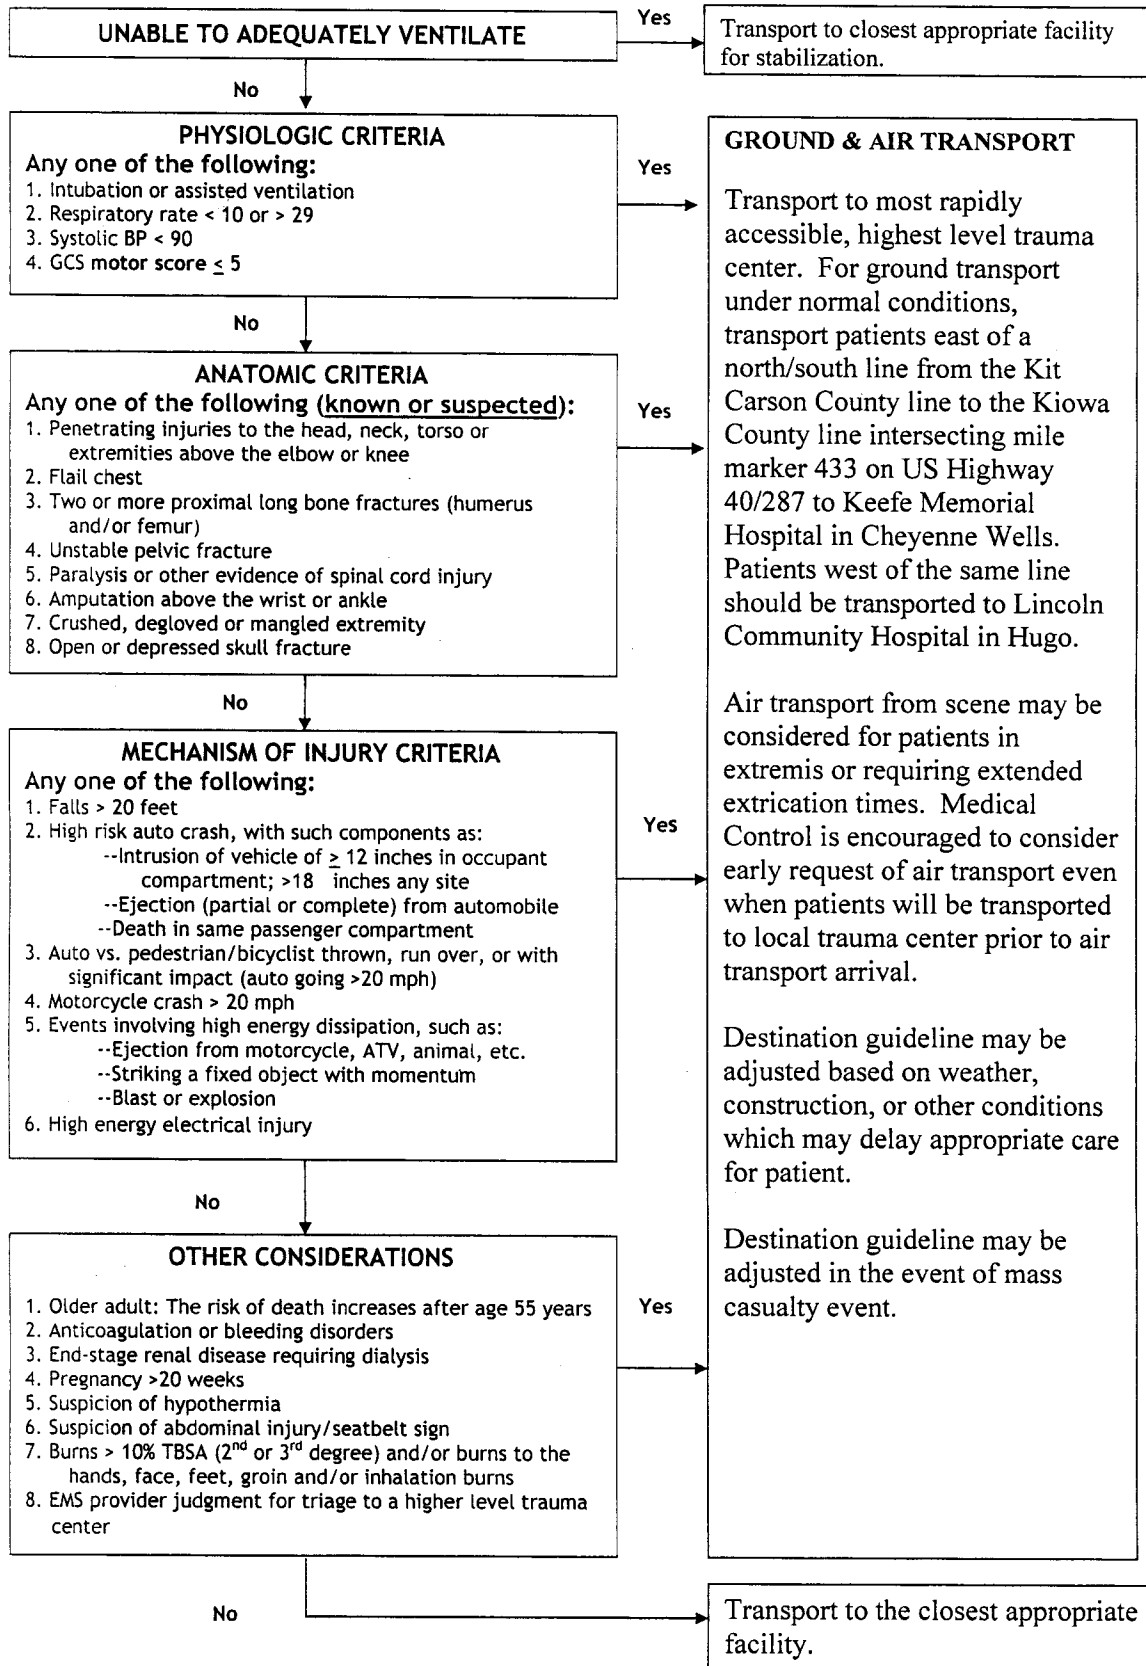 UNABLE TO ADEQUATELY VENTILATE
Yes
Transport to closest appropriate facility
for stabilization.
No
PHYSIOLOGIC CRITERIA
Any one of the following:
1. Intubation or assisted ventilation
2. Respiratory rate < 10 or > 29
3. Systolic BP < 90
4. GCS motor score ≤ 5
Yes
No
ANATOMIC CRITERIA
Any one of the following (known or suspected):
1. Penetrating injuries to the head, neck, torso or
extremities above the elbow or knee
2. Flail chest
3. Two or more proximal long bone fractures (humerus
and/or femur)
4. Unstable pelvic fracture
5. Paralysis or other evidence of spinal cord injury
6. Amputation above the wrist or ankle
7. Crushed, degloved or mangled extremity
8. Open or depressed skull fracture
Yes
No
MECHANISM OF INJURY CRITERIA
Any one of the following:
1. Falls > 20 feet
2. High risk auto crash, with such components as:
--Intrusion of vehicle of ≥ 12 inches in occupant
compartment; >18 inches any site
--Ejection (partial or complete) from automobile
--Death in same passenger compartment
3. Auto vs. pedestrian/bicyclist thrown, run over, or with
significant impact (auto going >20 mph)
4. Motorcycle crash > 20 mph
5. Events involving high energy dissipation, such as:
--Ejection from motorcycle, ATV, animal, etc.
--Striking a fixed object with momentum
--Blast or explosion
6. High energy electrical injury
Yes
No
OTHER CONSIDERATIONS
1. Older adult: The risk of death increases after age 55 years
2. Anticoagulation or bleeding disorders
3. End-stage renal disease requiring dialysis
4. Pregnancy >20 weeks
5. Suspicion of hypothermia
6. Suspicion of abdominal injury/seatbelt sign
7. Burns > 10% TBSA (2nd or 3rd degree) and/or burns to the
hands, face, feet, groin and/or inhalation burns
8. EMS provider judgment for triage to a higher level trauma
center
Yes
No
GROUND & AIR TRANSPORT
Transport to most rapidly
accessible, highest level trauma
center. For ground transport
under normal conditions,
transport patients east of a
north/south line from the Kit
Carson County line to the Kiowa
County line intersecting mile
marker 433 on US Highway
40/287 to Keefe Memorial
Hospital in Cheyenne Wells.
Patients west of the same line
should be transported to Lincoln
Community Hospital in Hugo.
Air transport from scene may be
considered for patients in
extremis or requiring extended
extrication times. Medical
Control is encouraged to consider
early request of air transport even
when patients will be transported
to local trauma center prior to air
transport arrival.
Destination guideline may be
adjusted based on weather,
construction, or other conditions
which may delay appropriate care
for patient.
Destination guideline may be
adjusted in the event of mass
casualty event.
Transport to the closest appropriate
facility.